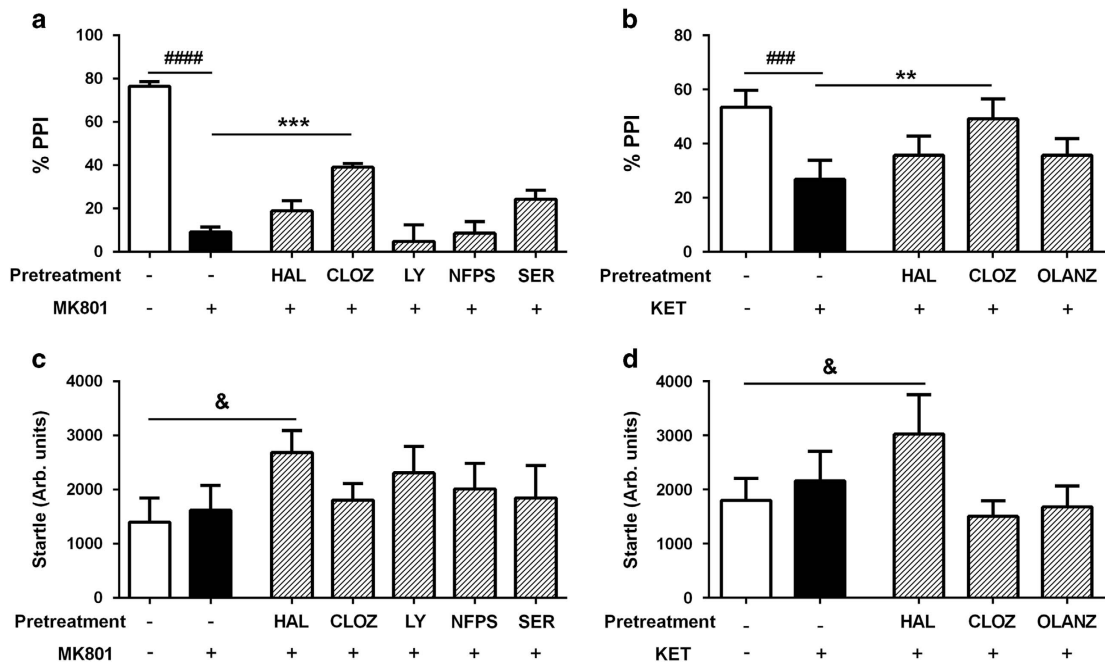 a
100
80
60
40
20
0
% PPI
####
***
Pretreatment - - HAL CLOZ LY NFPS SER
MK801 - + + + + + +
b
80
60
40
20
0
% PPI
###
**
Pretreatment - - HAL CLOZ OLANZ
KET - + + + +
c
4000
3000
2000
1000
0
Startle (Arb. units)
&
Pretreatment - - HAL CLOZ LY NFPS SER
MK801 - + + + + + +
d
4000
3000
2000
1000
0
Startle (Arb. units)
&
Pretreatment - - HAL CLOZ OLANZ
KET - + + + +